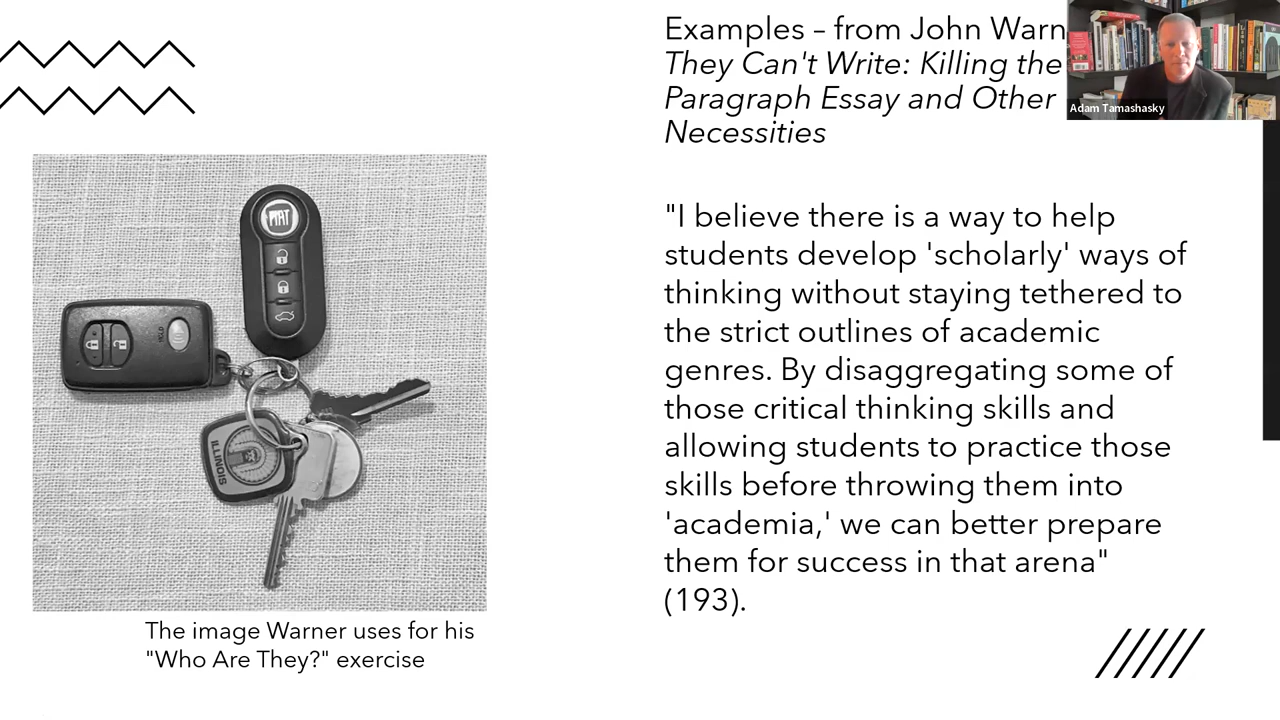 Examples – from John Warn
They Can't Write: Killing the
Paragraph Essay and Other
Necessities
Adam Tamashasky
"I believe there is a way to help
students develop 'scholarly' ways of
thinking without staying tethered to
the strict outlines of academic
genres. By disaggregating some of
those critical thinking skills and
allowing students to practice those
skills before throwing them into
'academia,' we can better prepare
them for success in that arena"
(193).
FIAT
ILLINOIS
The image Warner uses for his
"Who Are They?" exercise